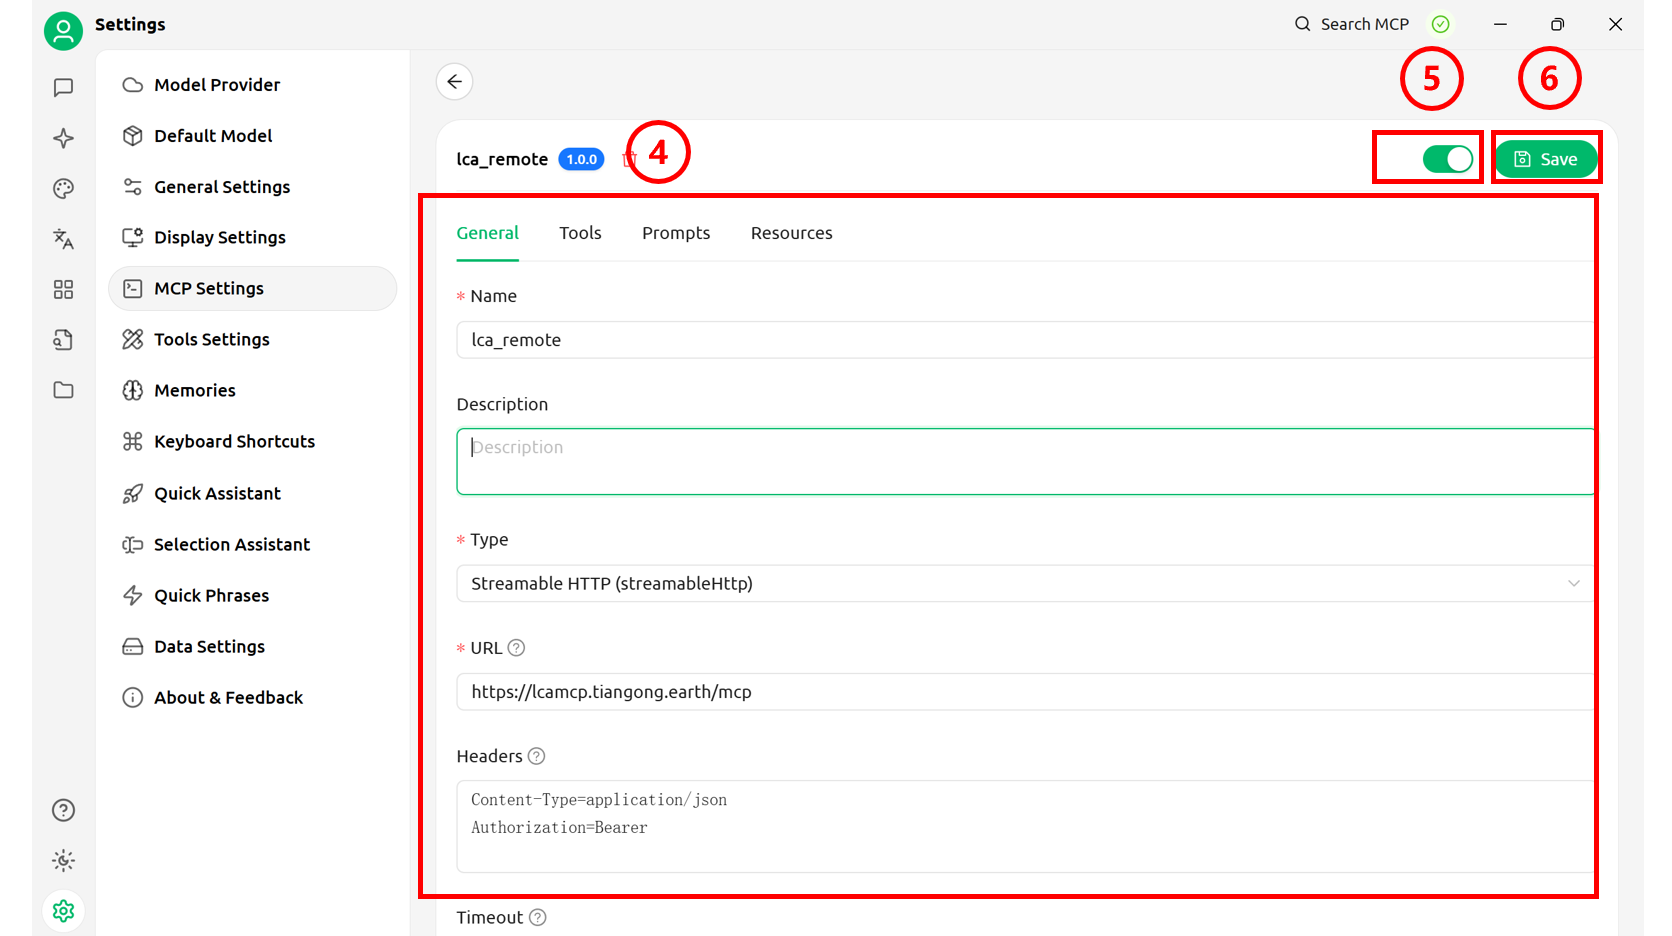 Settings
Search MCP
5
6
Model Provider
Default Model
General Settings
Display Settings
MCP Settings
Tools Settings
Memories
Keyboard Shortcuts
Quick Assistant
Selection Assistant
Quick Phrases
Data Settings
About & Feedback
lca_remote 1.0.0
4
Save
General Tools Prompts Resources
* Name
lca_remote
Description
Description
* Type
Streamable HTTP (streamableHttp)
* URL ?
https://lcamcp.tiangong.earth/mcp
Headers ?
Content-Type=application/json
Authorization=Bearer
Timeout ?